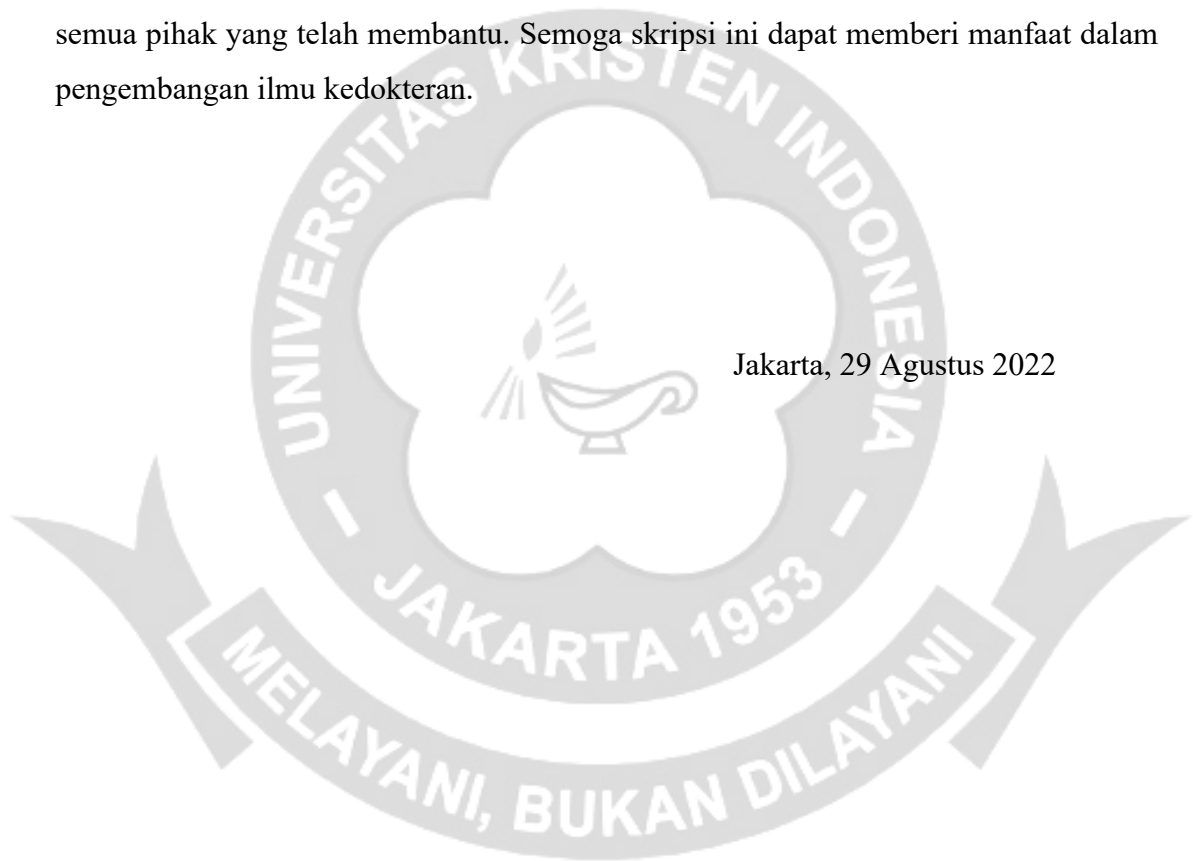 semua pihak yang telah membantu. Semoga skripsi ini dapat memberi manfaat dalam
pengembangan ilmu kedokteran.
UNIVERSITAS KRISTEN INDONESIA
Jakarta, 29 Agustus 2022
JAKARTA 1953
MELAYANI, BUKAN DILAYANI